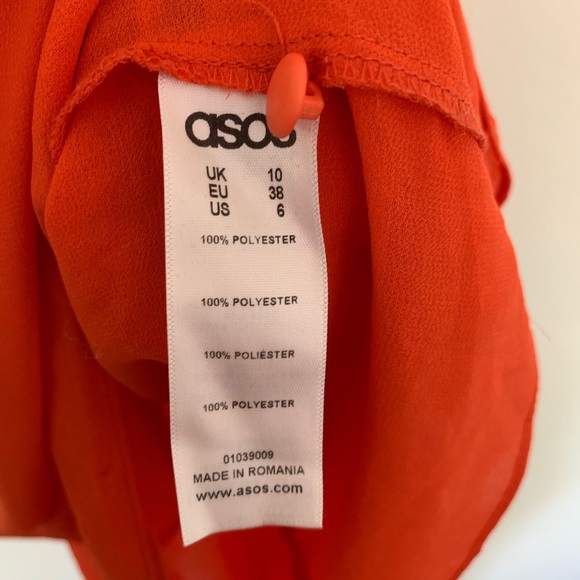 asos
UK 10
EU 38
US 6
100% POLYESTER
100% POLYESTER
100% POLIÉSTER
100% POLYESTER
01039009
MADE IN ROMANIA
www.asos.com